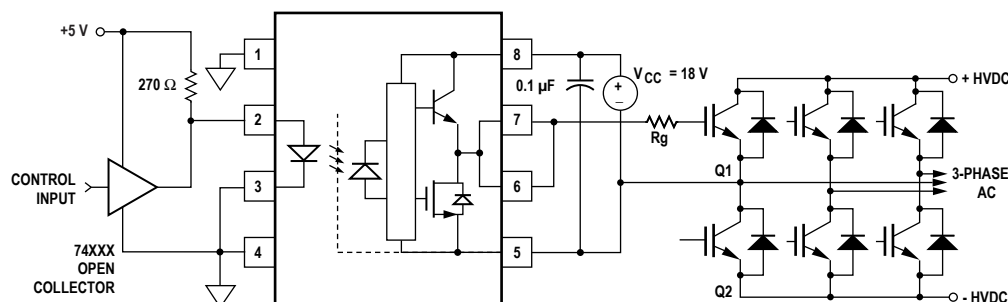 +5 V
270 Ω
CONTROL
INPUT
74XXX
OPEN
COLLECTOR
1
2
3
4
8
7
6
5
0.1 µF
VCC = 18 V
+
–
Rg
Q1
Q2
+ HVDC
3-PHASE
AC
- HVDC